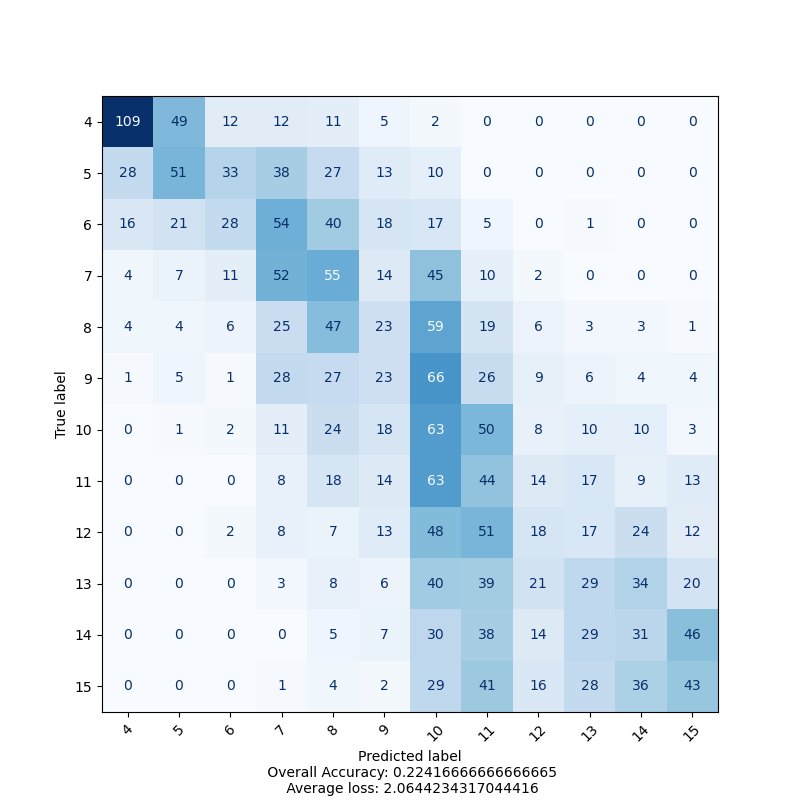 4 109 49 12 12 11 5 2 0 0 0 0 0
5 28 51 33 38 27 13 10 0 0 0 0 0
6 16 21 28 54 40 18 17 5 0 1 0 0
7 4 7 11 52 55 14 45 10 2 0 0 0
8 4 4 6 25 47 23 59 19 6 3 3 1
9 1 5 1 28 27 23 66 26 9 6 4 4
True label
10 0 1 2 11 24 18 63 50 8 10 10 3
11 0 0 0 8 18 14 63 44 14 17 9 13
12 0 0 2 8 7 13 48 51 18 17 24 12
13 0 0 0 3 8 6 40 39 21 29 34 20
14 0 0 0 0 5 7 30 38 14 29 31 46
15 0 0 0 1 4 2 29 41 16 28 36 43
4 5 6 7 8 9 10 11 12 13 14 15
Predicted label
Overall Accuracy: 0.22416666666666665
Average loss: 2.0644234317044416